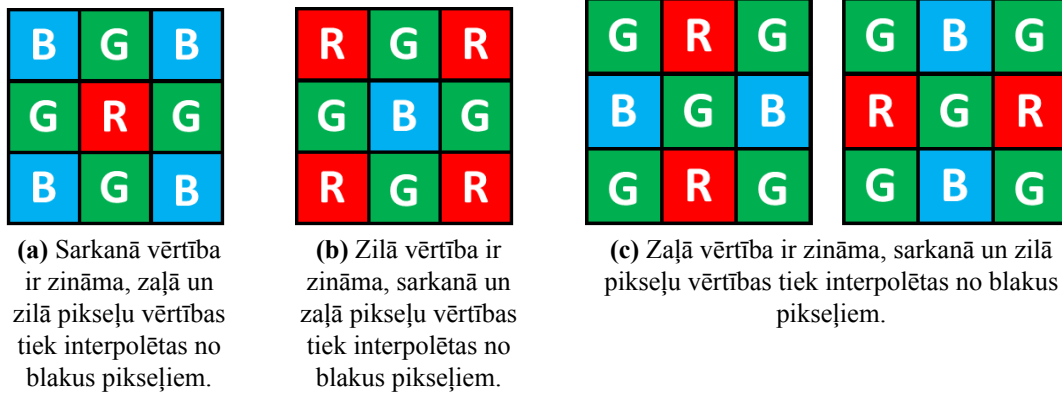 B G B
G R G
B G B
R G R
G B G
R G R
G R G
B G B
G R G
G B G
R G R
G B G
(a) Sarkanā vērtība
ir zināma, zaļā un
zilā pikseļu vērtības
tiek interpolētas no
blakus pikseļiem.
(b) Zilā vērtība ir
zināma, sarkanā un
zaļā pikseļu vērtības
tiek interpolētas no
blakus pikseļiem.
(c) Zaļā vērtība ir zināma, sarkanā un zilā
pikseļu vērtības tiek interpolētas no blakus
pikseļiem.